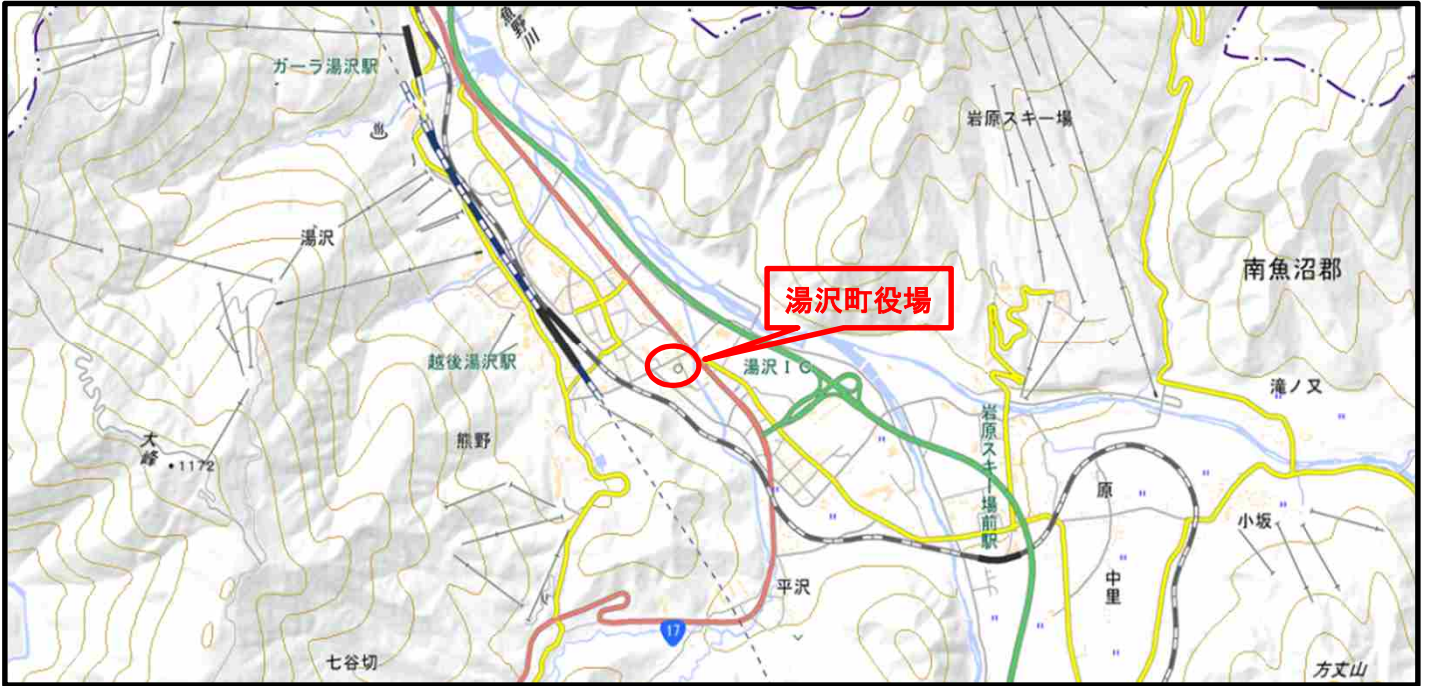 魚野川
ガーラ湯沢駅
岩原スキー場
湯沢
南魚沼郡
湯沢町役場
越後湯沢駅
湯沢IC
滝ノ又
岩原スキー場前駅
大峰
・1172
熊野
原
小坂
中里
平沢
17
七谷切
方丈山